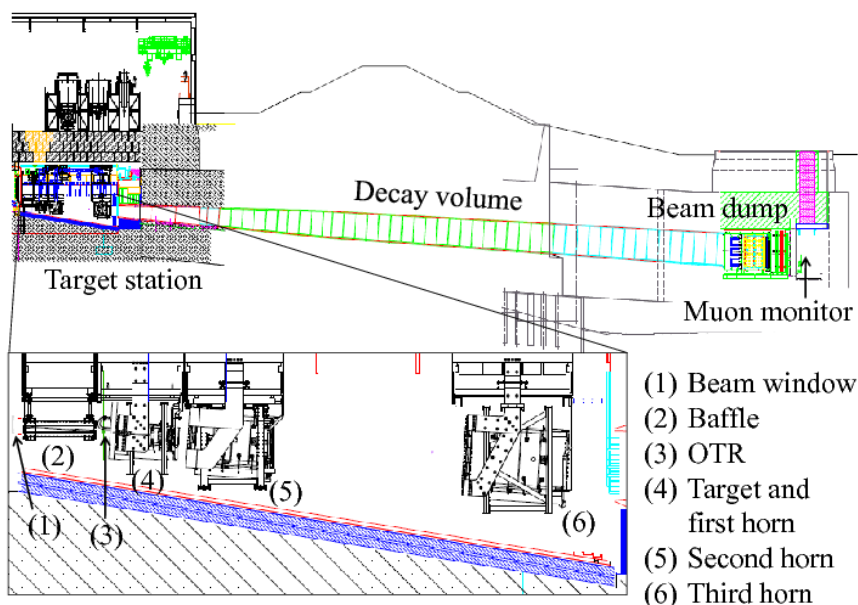 Decay volume
Beam dump
Target station
Muon monitor
(1) Beam window
(2) Baffle
(3) OTR
(4) Target and
first horn
(5) Second horn
(6) Third horn
(2)
(4)
(5)
(6)
(1)
(3)